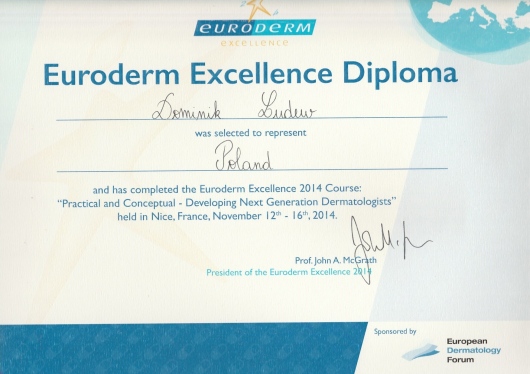 EURODERM
EXCELLENCE
Euroderm Excellence Diploma
Dominik Ludew
was selected to represent
Poland
and has completed the Euroderm Excellence 2014 Course:
“Practical and Conceptual - Developing Next Generation Dermatologists”
held in Nice, France, November 12th - 16th, 2014.
Prof. John A. McGrath
President of the Euroderm Excellence 2014
Sponsored by
European
Dermatology
Forum